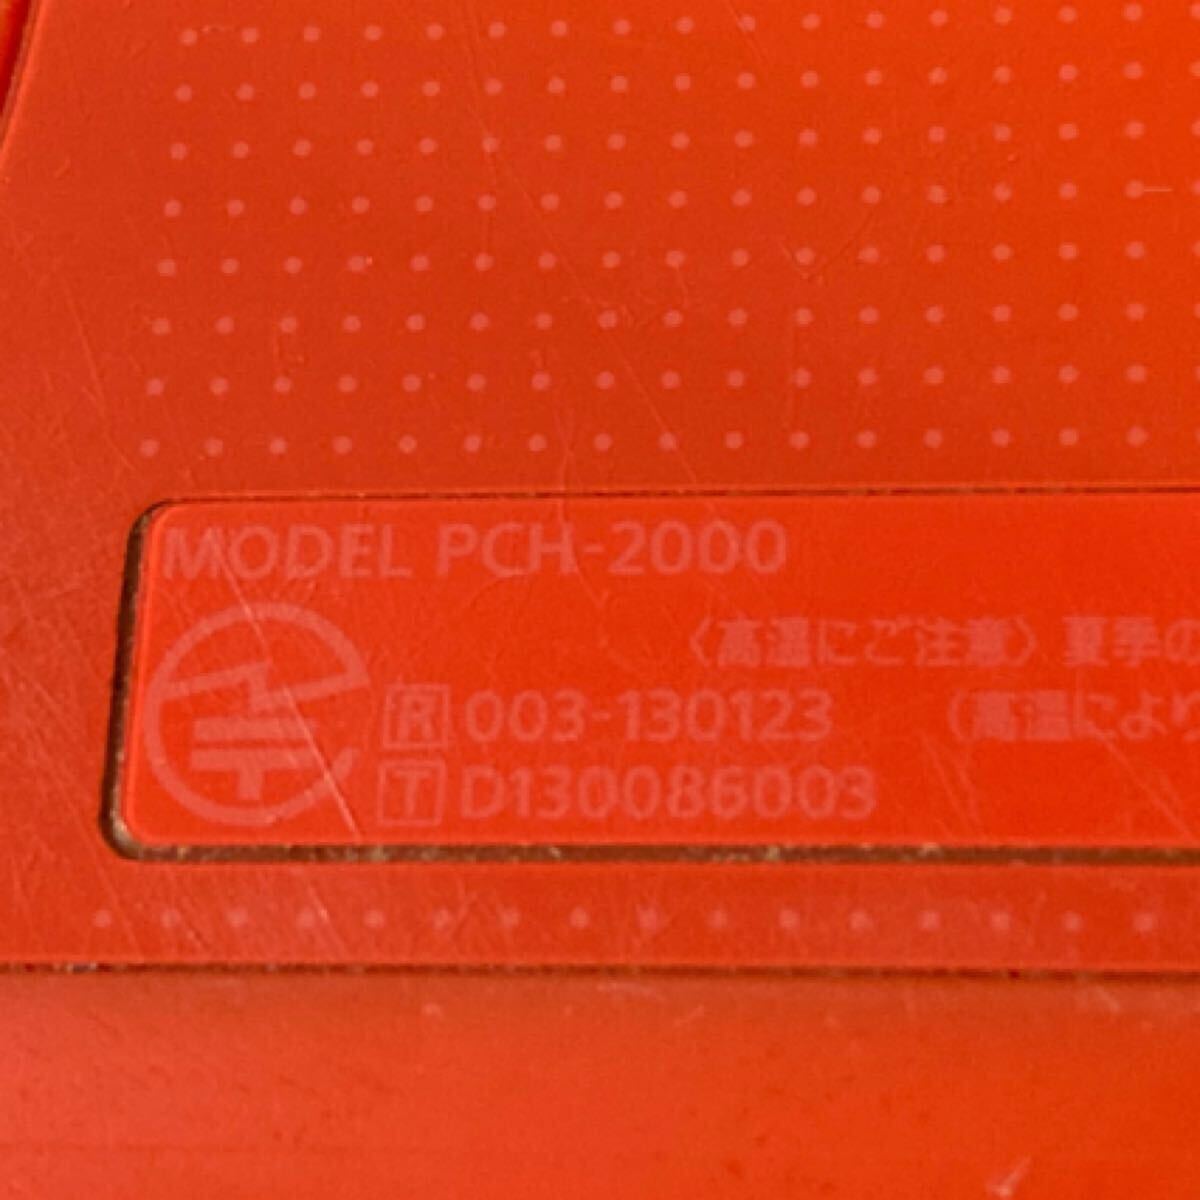 MODEL PCH-2000
〈高温にご注意〉夏季の
R 003-130123
(高温により
T D130086003